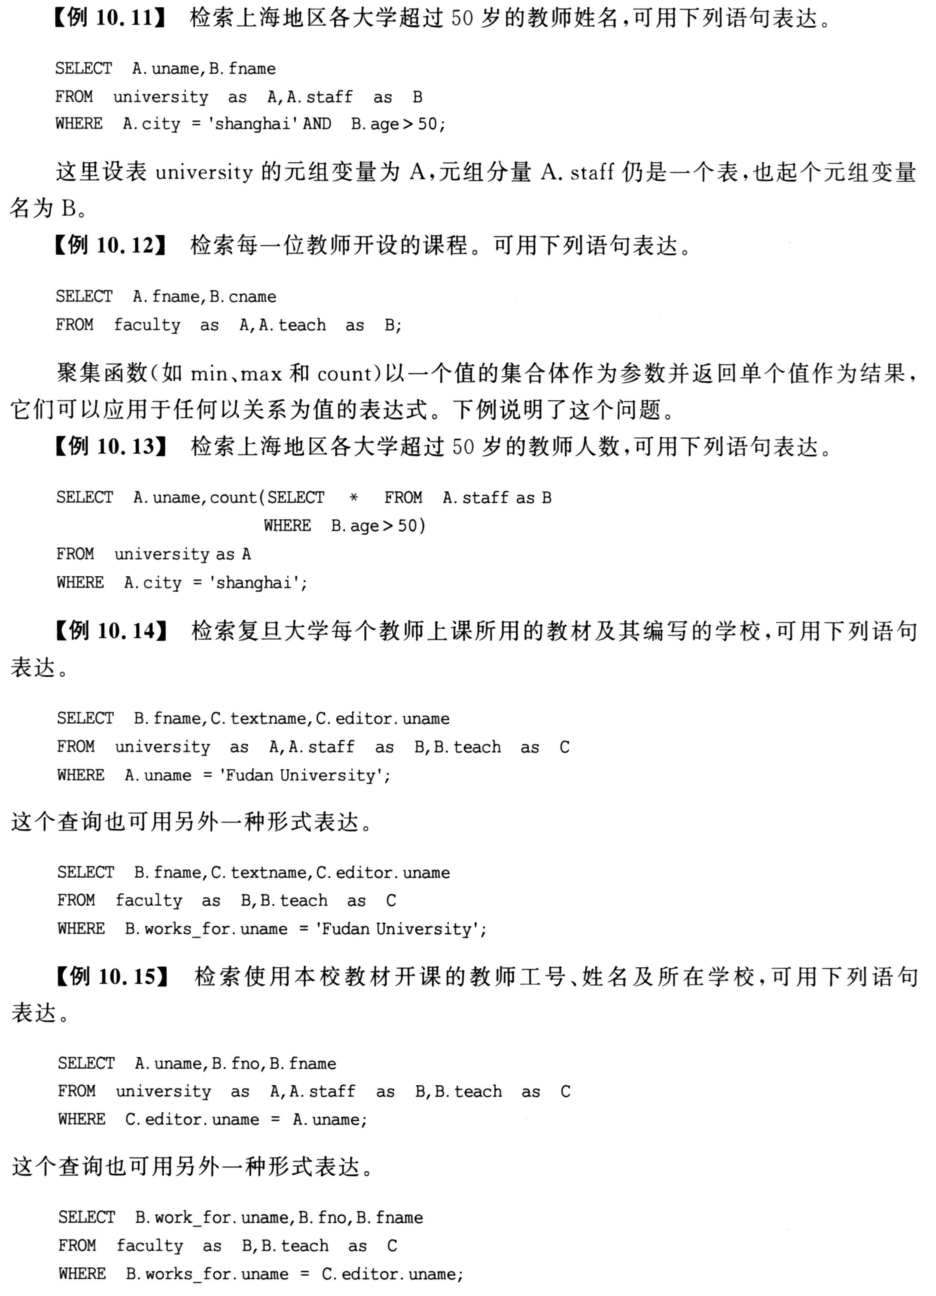 【例 10.11】 检索上海地区各大学超过 50 岁的教师姓名,可用下列语句表达。
SELECT A.uname,B.fname
FROM university as A,A.staff as B
WHERE A.city = 'shanghai' AND B.age>50;
这里设表 university 的元组变量为 A,元组分量 A.staff 仍是一个表,也起个元组变量
名为 B。
【例 10.12】 检索每一位教师开设的课程。可用下列语句表达。
SELECT A.fname,B.cname
FROM faculty as A,A.teach as B;
聚集函数(如 min、max 和 count)以一个值的集合体作为参数并返回单个值作为结果,
它们可以应用于任何以关系为值的表达式。下例说明了这个问题。
【例 10.13】 检索上海地区各大学超过 50 岁的教师人数,可用下列语句表达。
SELECT A.uname,count(SELECT * FROM A.staff as B
WHERE B.age>50)
FROM university as A
WHERE A.city = 'shanghai';
【例 10.14】 检索复旦大学每个教师上课所用的教材及其编写的学校,可用下列语句
表达。
SELECT B.fname,C.textname,C.editor.uname
FROM university as A,A.staff as B,B.teach as C
WHERE A.uname = 'Fudan University';
这个查询也可用另外一种形式表达。
SELECT B.fname,C.textname,C.editor.uname
FROM faculty as B,B.teach as C
WHERE B.works_for.uname = 'Fudan University';
【例 10.15】 检索使用本校教材开课的教师工号、姓名及所在学校,可用下列语句
表达。
SELECT A.uname,B.fno,B.fname
FROM university as A,A.staff as B,B.teach as C
WHERE C.editor.uname = A.uname;
这个查询也可用另外一种形式表达。
SELECT B.work_for.uname,B.fno,B.fname
FROM faculty as B,B.teach as C
WHERE B.works_for.uname = C.editor.uname;